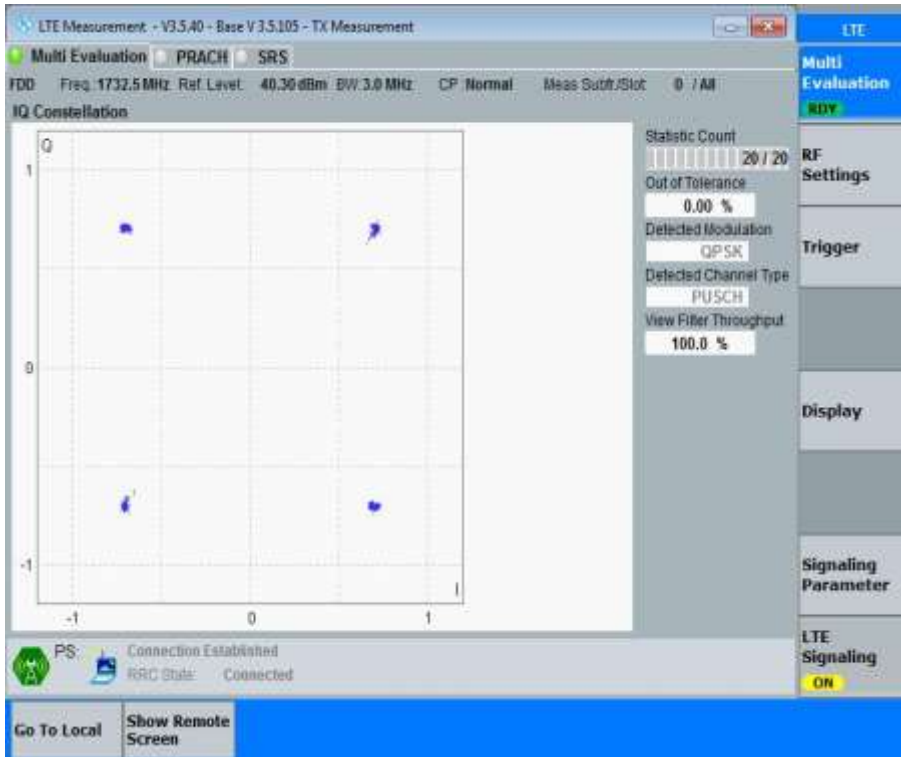 LTE Measurement - V3.5.40 - Base V 3.5.105 - TX Measurement
LTE
Multi Evaluation PRACH SRS
Multi
Evaluation
RDY
FDD Freq.:1732.5 MHz Ref. Level: 40.30 dBm BW:3.0 MHz CP: Normal Meas Subfr./Slot: 0 / All
IQ Constellation
Q
1
0
-1
-1 0 1
I
Statistic Count
20 / 20
Out of Tolerance
0.00 %
Detected Modulation
QPSK
Detected Channel Type
PUSCH
View Filter Throughput
100.0 %
RF
Settings
Trigger
Display
Signaling
Parameter
LTE
Signaling
ON
PS: Connection Established
RRC State: Connected
Go To Local
Show Remote
Screen